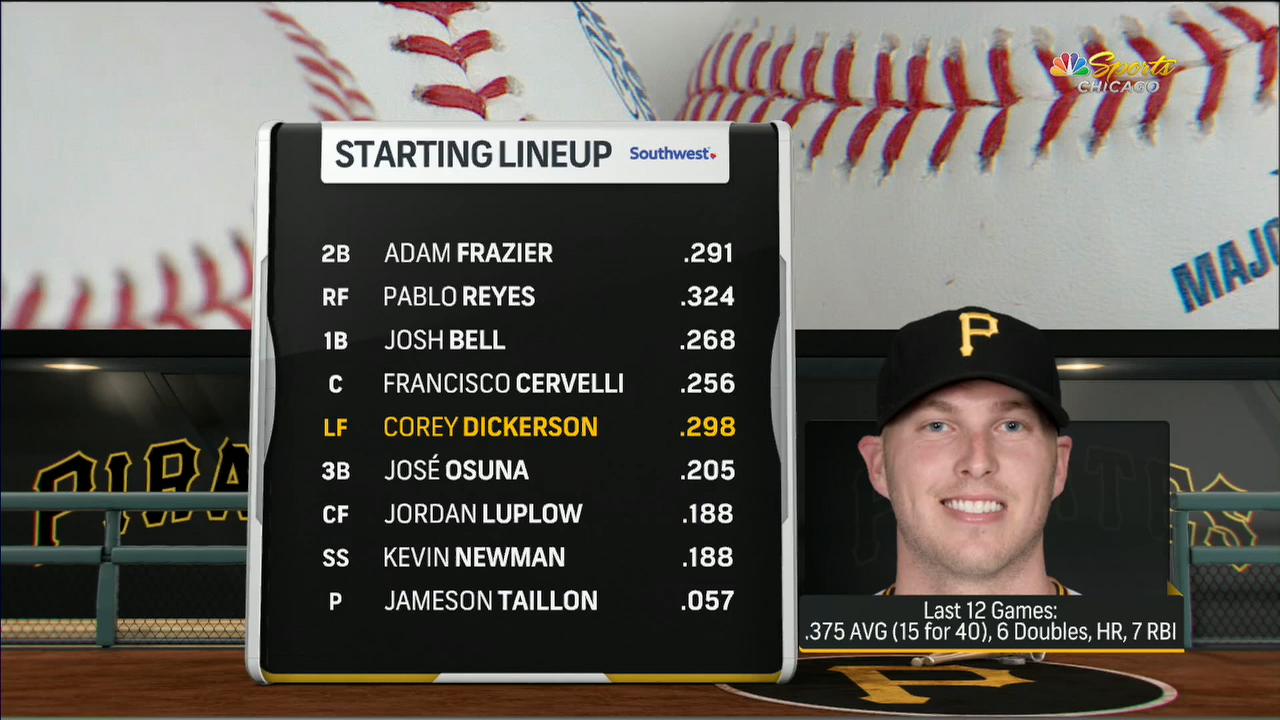 Sports
CHICAGO
STARTING LINEUP Southwest
MAJO
2B ADAM FRAZIER .291
RF PABLO REYES .324
1B JOSH BELL .268
C FRANCISCO CERVELLI .256
LF COREY DICKERSON .298
3B JOSÉ OSUNA .205
CF JORDAN LUPLOW .188
SS KEVIN NEWMAN .188
P JAMESON TAILLON .057
P
PIRA
Last 12 Games:
.375 AVG (15 for 40), 6 Doubles, HR, 7 RBI
P